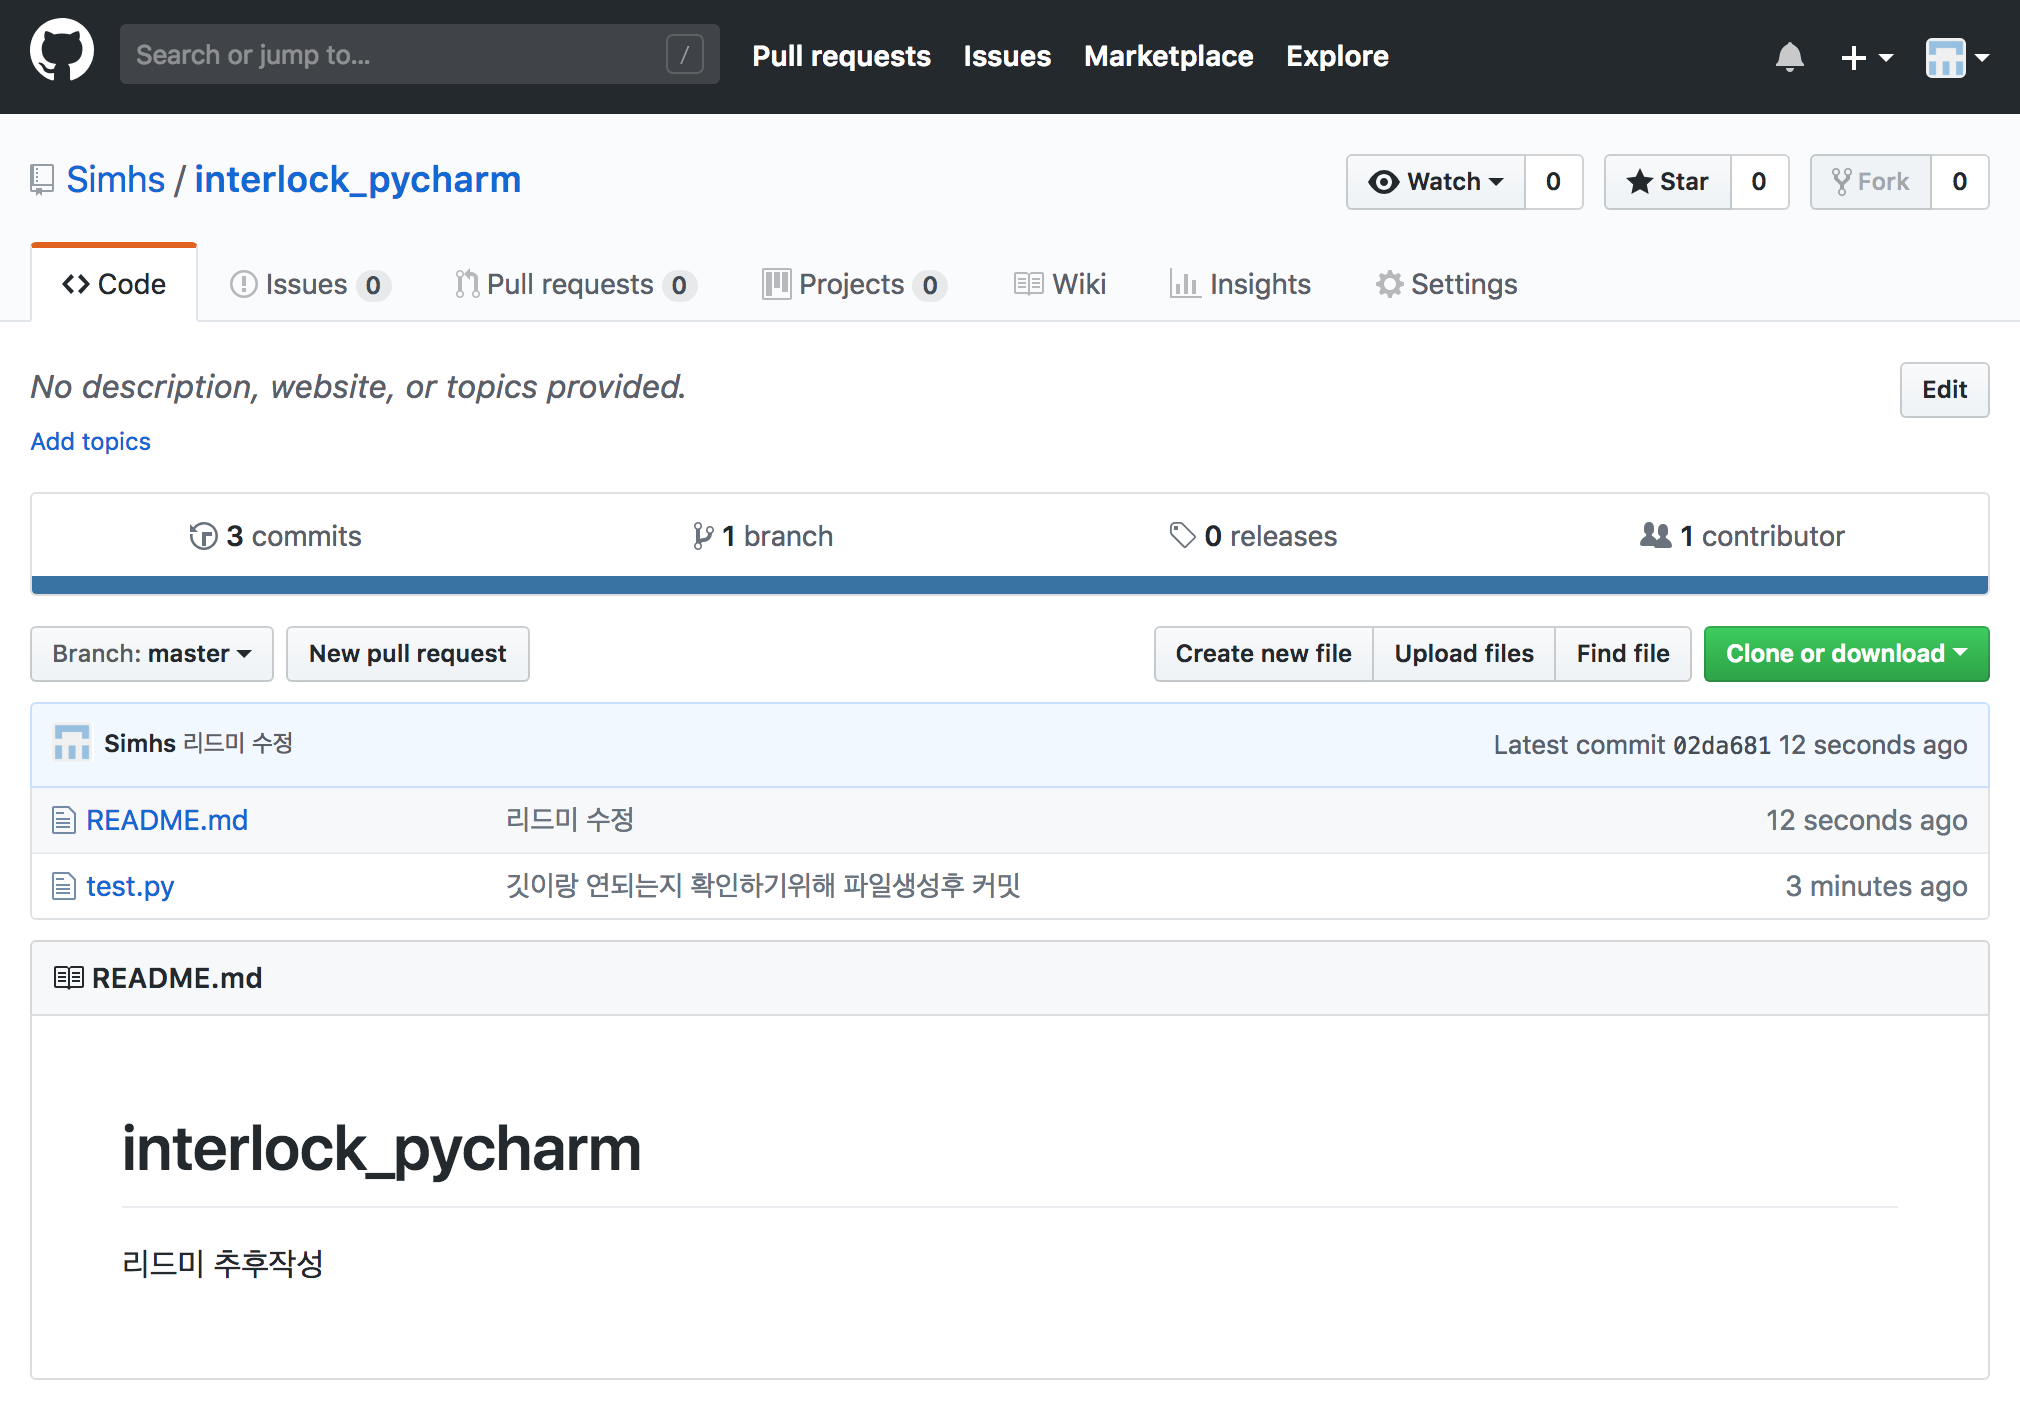 Search or jump to... /
Pull requests Issues Marketplace Explore
Simhs / interlock_pycharm
Watch 0 Star 0 Fork 0
Code Issues 0 Pull requests 0 Projects 0 Wiki Insights Settings
No description, website, or topics provided.
Edit
Add topics
3 commits 1 branch 0 releases 1 contributor
Branch: master New pull request Create new file Upload files Find file Clone or download
Simhs 리드미 수정 Latest commit 02da681 12 seconds ago
README.md 리드미 수정 12 seconds ago
test.py 깃이랑 연되는지 확인하기위해 파일생성후 커밋 3 minutes ago
README.md
interlock_pycharm
리드미 추후작성